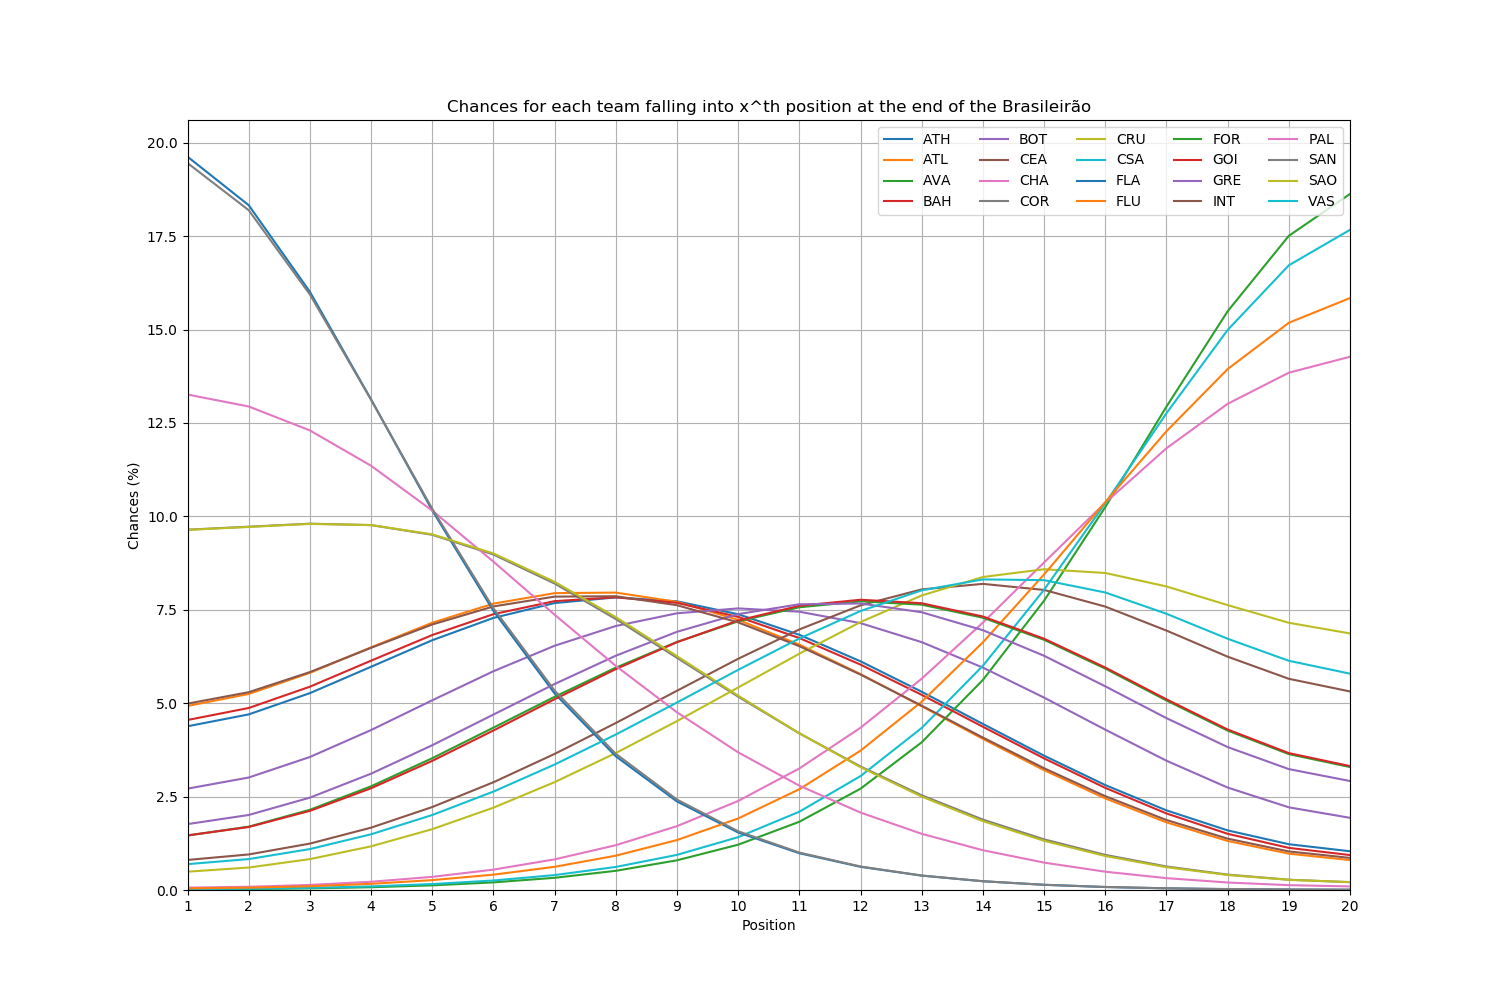 Chances for each team falling into x^th position at the end of the Brasileirão
ATH BOT CRU FOR PAL
ATL CEA CSA GOI SAN
AVA CHA FLA GRE SAO
BAH COR FLU INT VAS
Chances (%)
20.0
17.5
15.0
12.5
10.0
7.5
5.0
2.5
0.0
1 2 3 4 5 6 7 8 9 10 11 12 13 14 15 16 17 18 19 20
Position